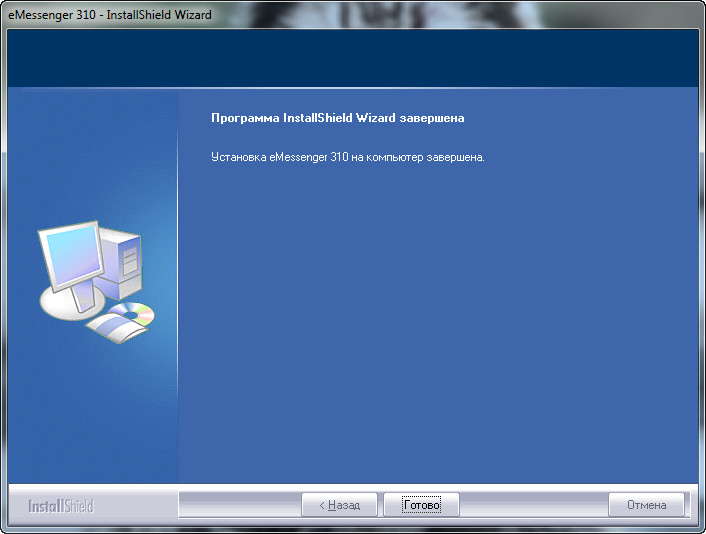 eMessenger 310 - InstallShield Wizard
Программа InstallShield Wizard завершена
Установка eMessenger 310 на компьютер завершена.
InstallShield
< Назад
Готово
Отмена